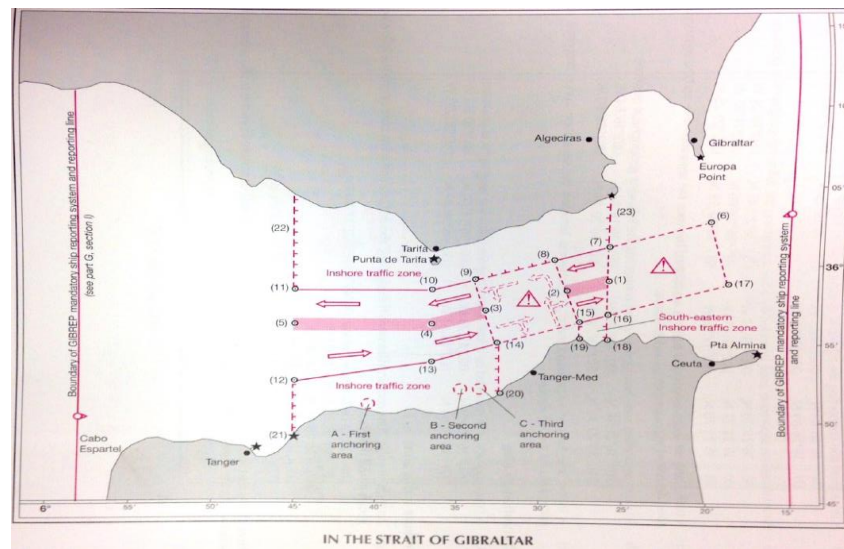 Boundary of GIBREP mandatory ship reporting system and reporting line
(see part G, section I)
Algeciras
Gibraltar
Europa
Point
(23)
(6)
(22)
Tarifa
Punta de Tarifa
(7)
(8)
Inshore traffic zone
(11)
(10)
(9)
(2)
(1)
(17)
(5)
(4)
(3)
(15)
(16)
South-eastern
Inshore traffic zone
(14)
(13)
(19)
(18)
Pta Almina
Ceuta
(12)
Inshore traffic zone
Tanger-Med
(20)
A - First
anchoring
area
B - Second
anchoring
area
C - Third
anchoring
area
Cabo
Espartel
Tanger
(21)
Boundary of GIBREP mandatory ship reporting system
and reporting line
05'
36°
55'
50'
45'
6°
55'
50'
45'
40'
35'
30'
25'
20'
15'
IN THE STRAIT OF GIBRALTAR